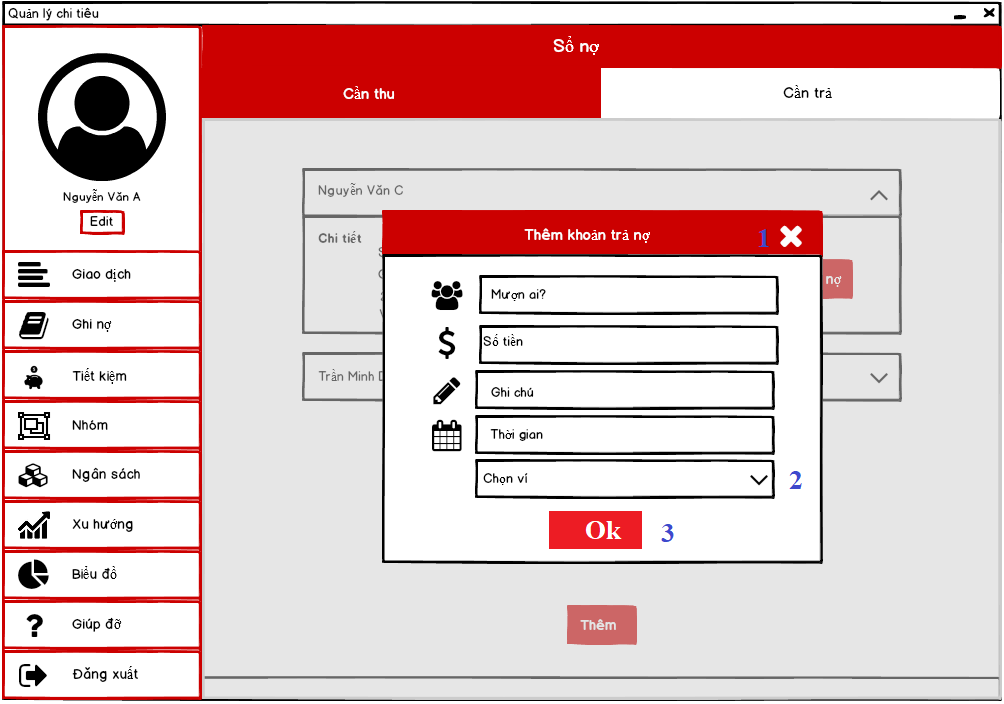 Quản lý chi tiêu
Nguyễn Văn A
Edit
Giao dịch
Ghi nợ
Tiết kiệm
Nhóm
Ngân sách
Xu hướng
Biểu đồ
Giúp đỡ
Đăng xuất
Sổ nợ
Cần thu
Cần trả
Nguyễn Văn C
Chi tiết
nợ
Trần Minh
Thêm khoản trả nợ
1
Mượn ai?
Số tiền
Ghi chú
Thời gian
Chọn ví
2
Ok
3
Thêm